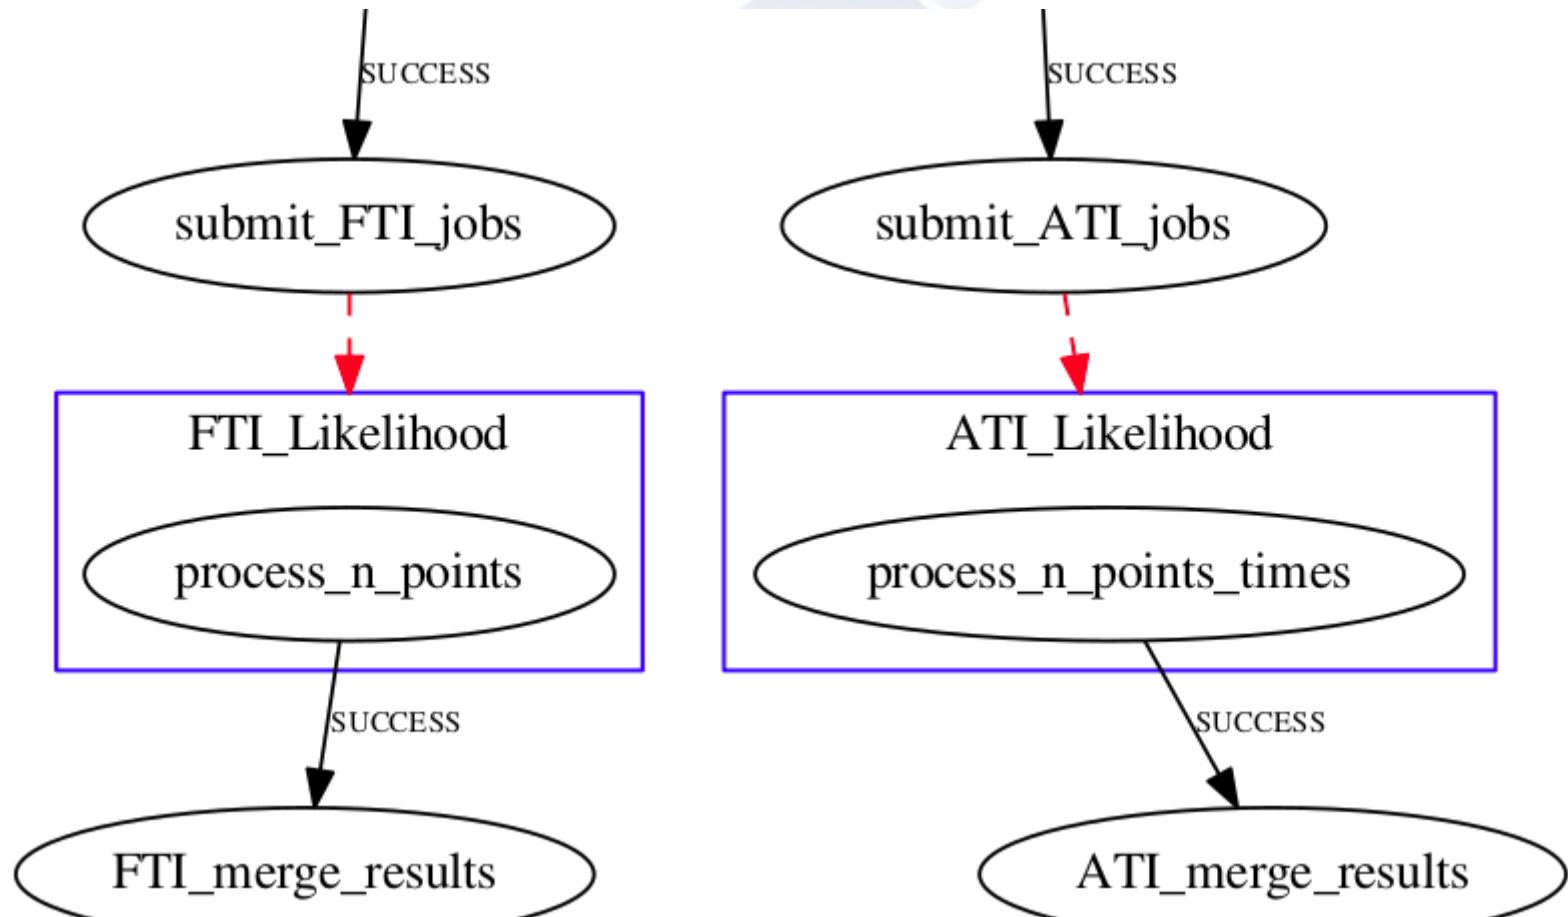 SUCCESS
SUCCESS
submit_FTI_jobs
submit_ATI_jobs
FTI_Likelihood
ATI_Likelihood
process_n_points
process_n_points_times
SUCCESS
SUCCESS
FTI_merge_results
ATI_merge_results